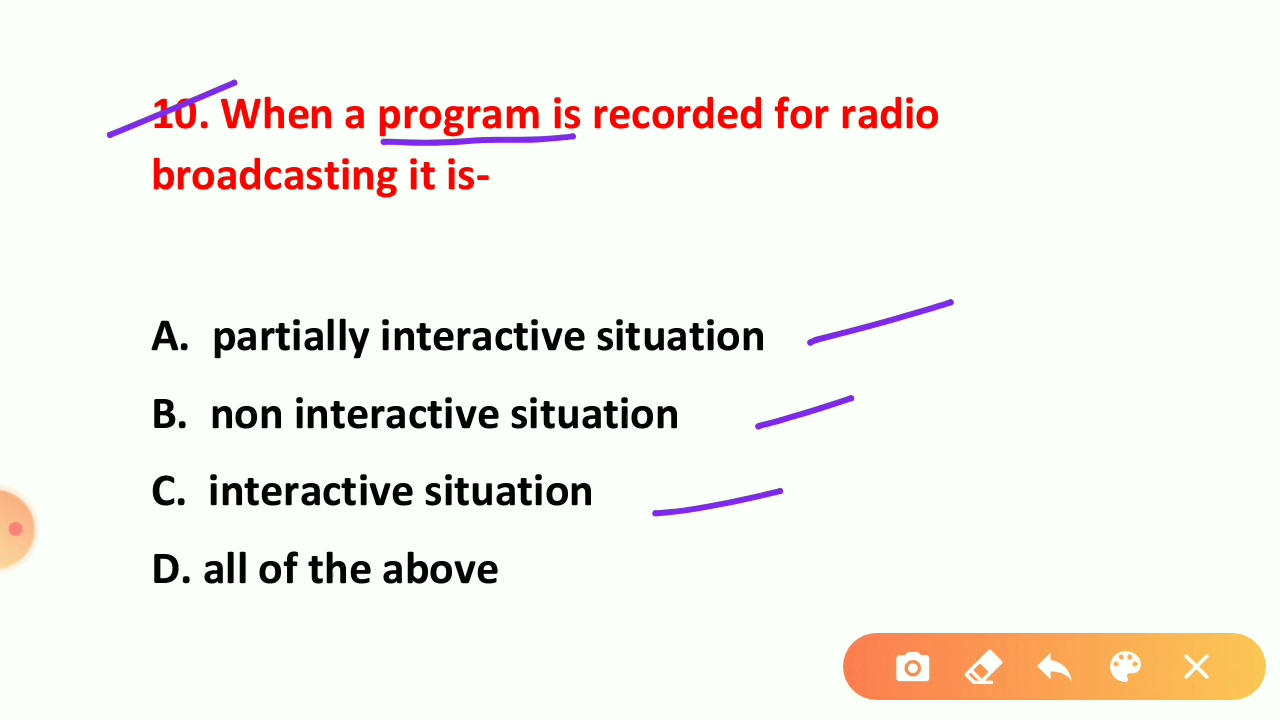 10. When a program is recorded for radio
broadcasting it is-
A. partially interactive situation
B. non interactive situation
C. interactive situation
D. all of the above